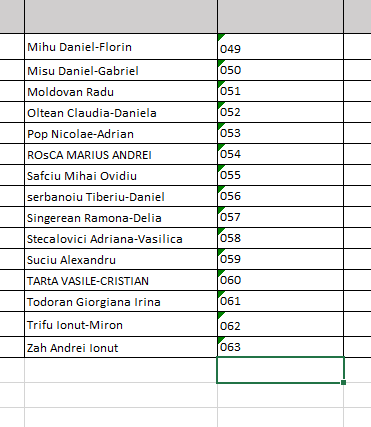 Mihu Daniel-Florin 049
Misu Daniel-Gabriel 050
Moldovan Radu 051
Oltean Claudia-Daniela 052
Pop Nicolae-Adrian 053
ROsCA MARIUS ANDREI 054
Safciu Mihai Ovidiu 055
serbanoiu Tiberiu-Daniel 056
Singerean Ramona-Delia 057
Stecalovici Adriana-Vasilica 058
Suciu Alexandru 059
TARtA VASILE-CRISTIAN 060
Todoran Giorgiana Irina 061
Trifu Ionut-Miron 062
Zah Andrei Ionut 063